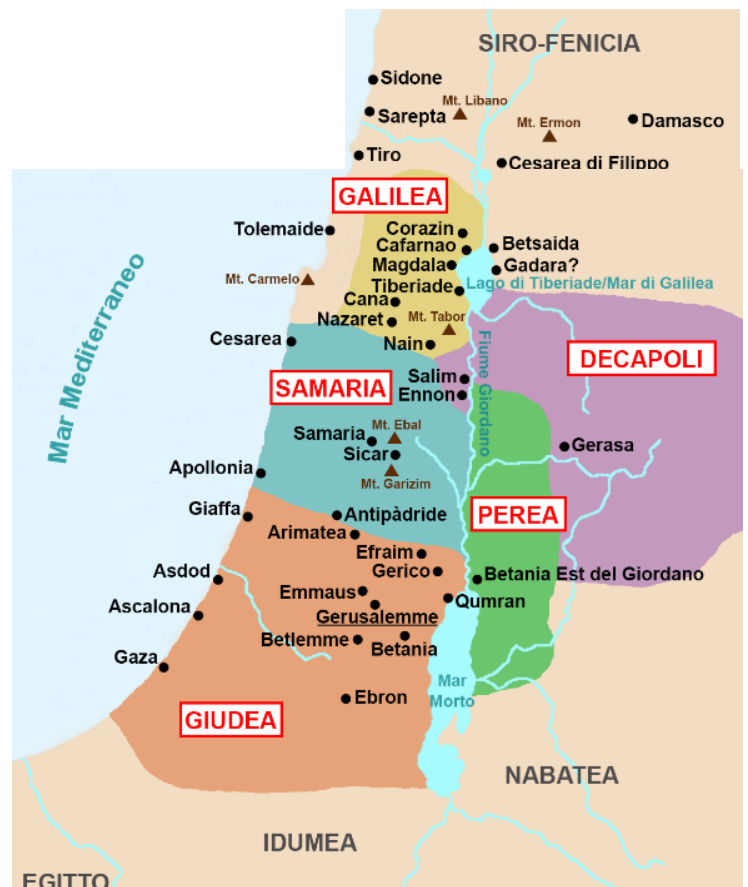 SIRO-FENICIA
Sidone
Mt. Libano
Sarepta
Mt. Ermon
Damasco
Tiro
Cesarea di Filippo
GALILEA
Tolemaide
Corazin
Cafarnao
Betsaida
Magdala
Gadara?
Mt. Carmelo
Tiberiade
Lago di Tiberiade/Mar di Galilea
Cana
Nazaret
Mt. Tabor
Mar Mediterraneo
Cesarea
Nain
Fiume Giordano
DECAPOLI
SAMARIA
Salim
Ennon
Mt. Ebal
Samaria
Sicar
Gerasa
Apollonia
Mt. Garizim
Giaffa
Antipàdride
PEREA
Arimatea
Efraim
Asdod
Gerico
Betania Est del Giordano
Emmaus
Qumran
Ascalona
Gerusalemme
Betlemme
Betania
Gaza
Mar
Morto
Ebron
GIUDEA
NABATEA
IDUMEA
EGITTO